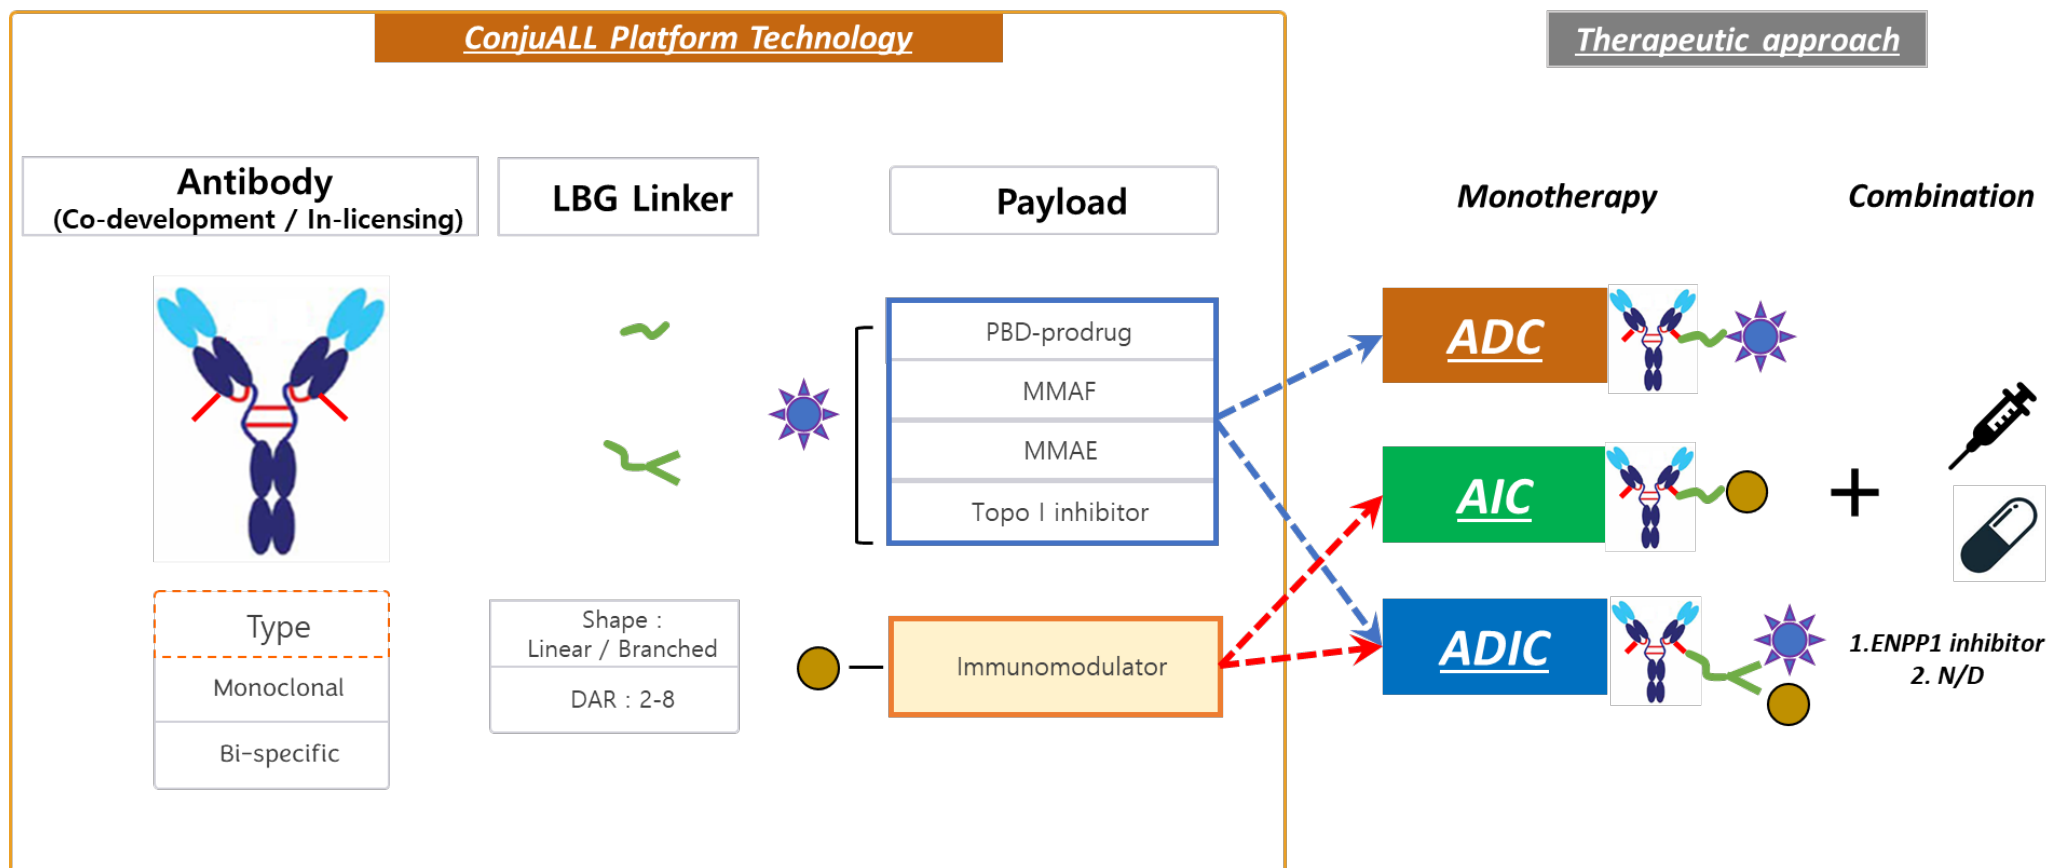 ConjuALL Platform Technology
Therapeutic approach
Antibody
(Co-development / In-licensing)
LBG Linker
Payload
Monotherapy
Combination
PBD-prodrug
MMAF
MMAE
Topo I inhibitor
Immunomodulator
Type
Monoclonal
Bi-specific
Shape :
Linear / Branched
DAR : 2-8
ADC
AIC
ADIC
+
1.ENPP1 inhibitor
2. N/D